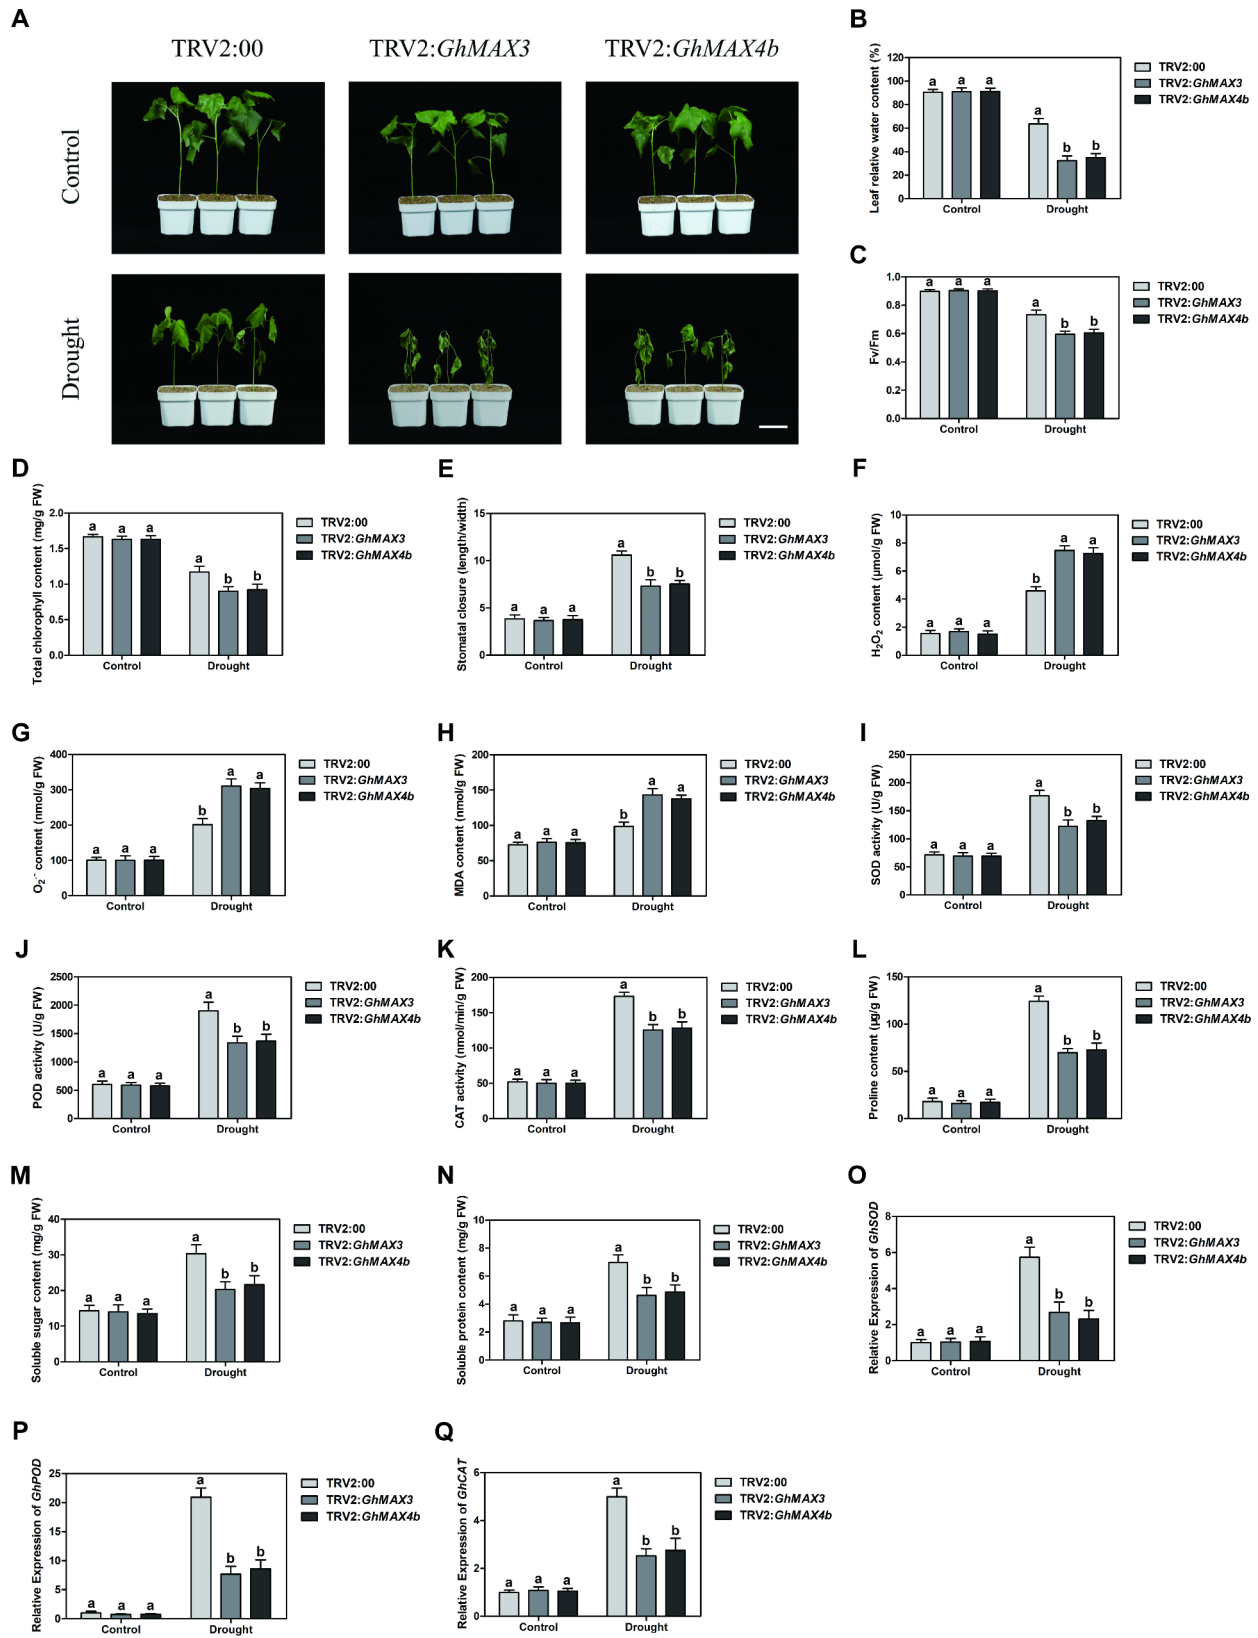 A
TRV2:00
TRV2:GhMAX3
TRV2:GhMAX4b
Control
Drought
B
Leaf relative water content (%)
120
100
80
60
40
20
0
a a a
a b b
Control Drought
TRV2:00
TRV2:GhMAX3
TRV2:GhMAX4b
C
Fv/Fm
1.0
0.8
0.6
0.4
0.2
0.0
a a a
a b b
Control Drought
TRV2:00
TRV2:GhMAX3
TRV2:GhMAX4b
D
Total chlorophyll content (mg/g FW)
2.0
1.5
1.0
0.5
0.0
a a a
a b b
Control Drought
TRV2:00
TRV2:GhMAX3
TRV2:GhMAX4b
E
Stomatal closure (length/width)
15
10
5
0
a a a
a b b
Control Drought
TRV2:00
TRV2:GhMAX3
TRV2:GhMAX4b
F
H2O2 content (μmol/g FW)
10
8
6
4
2
0
a a a
b a a
Control Drought
TRV2:00
TRV2:GhMAX3
TRV2:GhMAX4b
G
O2·- content (nmol/g FW)
400
300
200
100
0
a a a
b a a
Control Drought
TRV2:00
TRV2:GhMAX3
TRV2:GhMAX4b
H
MDA content (nmol/g FW)
200
150
100
50
0
a a a
b a a
Control Drought
TRV2:00
TRV2:GhMAX3
TRV2:GhMAX4b
I
SOD activity (U/g FW)
250
200
150
100
50
0
a a a
a b b
Control Drought
TRV2:00
TRV2:GhMAX3
TRV2:GhMAX4b
J
POD activity (U/g FW)
2500
2000
1500
1000
500
0
a a a
a b b
Control Drought
TRV2:00
TRV2:GhMAX3
TRV2:GhMAX4b
K
CAT activity (nmol/min/g FW)
200
150
100
50
0
a a a
a b b
Control Drought
TRV2:00
TRV2:GhMAX3
TRV2:GhMAX4b
L
Proline content (μg/g FW)
150
100
50
0
a a a
a b b
Control Drought
TRV2:00
TRV2:GhMAX3
TRV2:GhMAX4b
M
Soluble sugar content (mg/g FW)
40
30
20
10
0
a a a
a b b
Control Drought
TRV2:00
TRV2:GhMAX3
TRV2:GhMAX4b
N
Soluble protein content (mg/g FW)
10
8
6
4
2
0
a a a
a b b
Control Drought
TRV2:00
TRV2:GhMAX3
TRV2:GhMAX4b
O
Relative Expression of GhSOD
8
6
4
2
0
a a a
a b b
Control Drought
TRV2:00
TRV2:GhMAX3
TRV2:GhMAX4b
P
Relative Expression of GhPOD
25
20
15
10
5
0
a a a
a b b
Control Drought
TRV2:00
TRV2:GhMAX3
TRV2:GhMAX4b
Q
Relative Expression of GhCAT
6
4
2
0
a a a
a b b
Control Drought
TRV2:00
TRV2:GhMAX3
TRV2:GhMAX4b